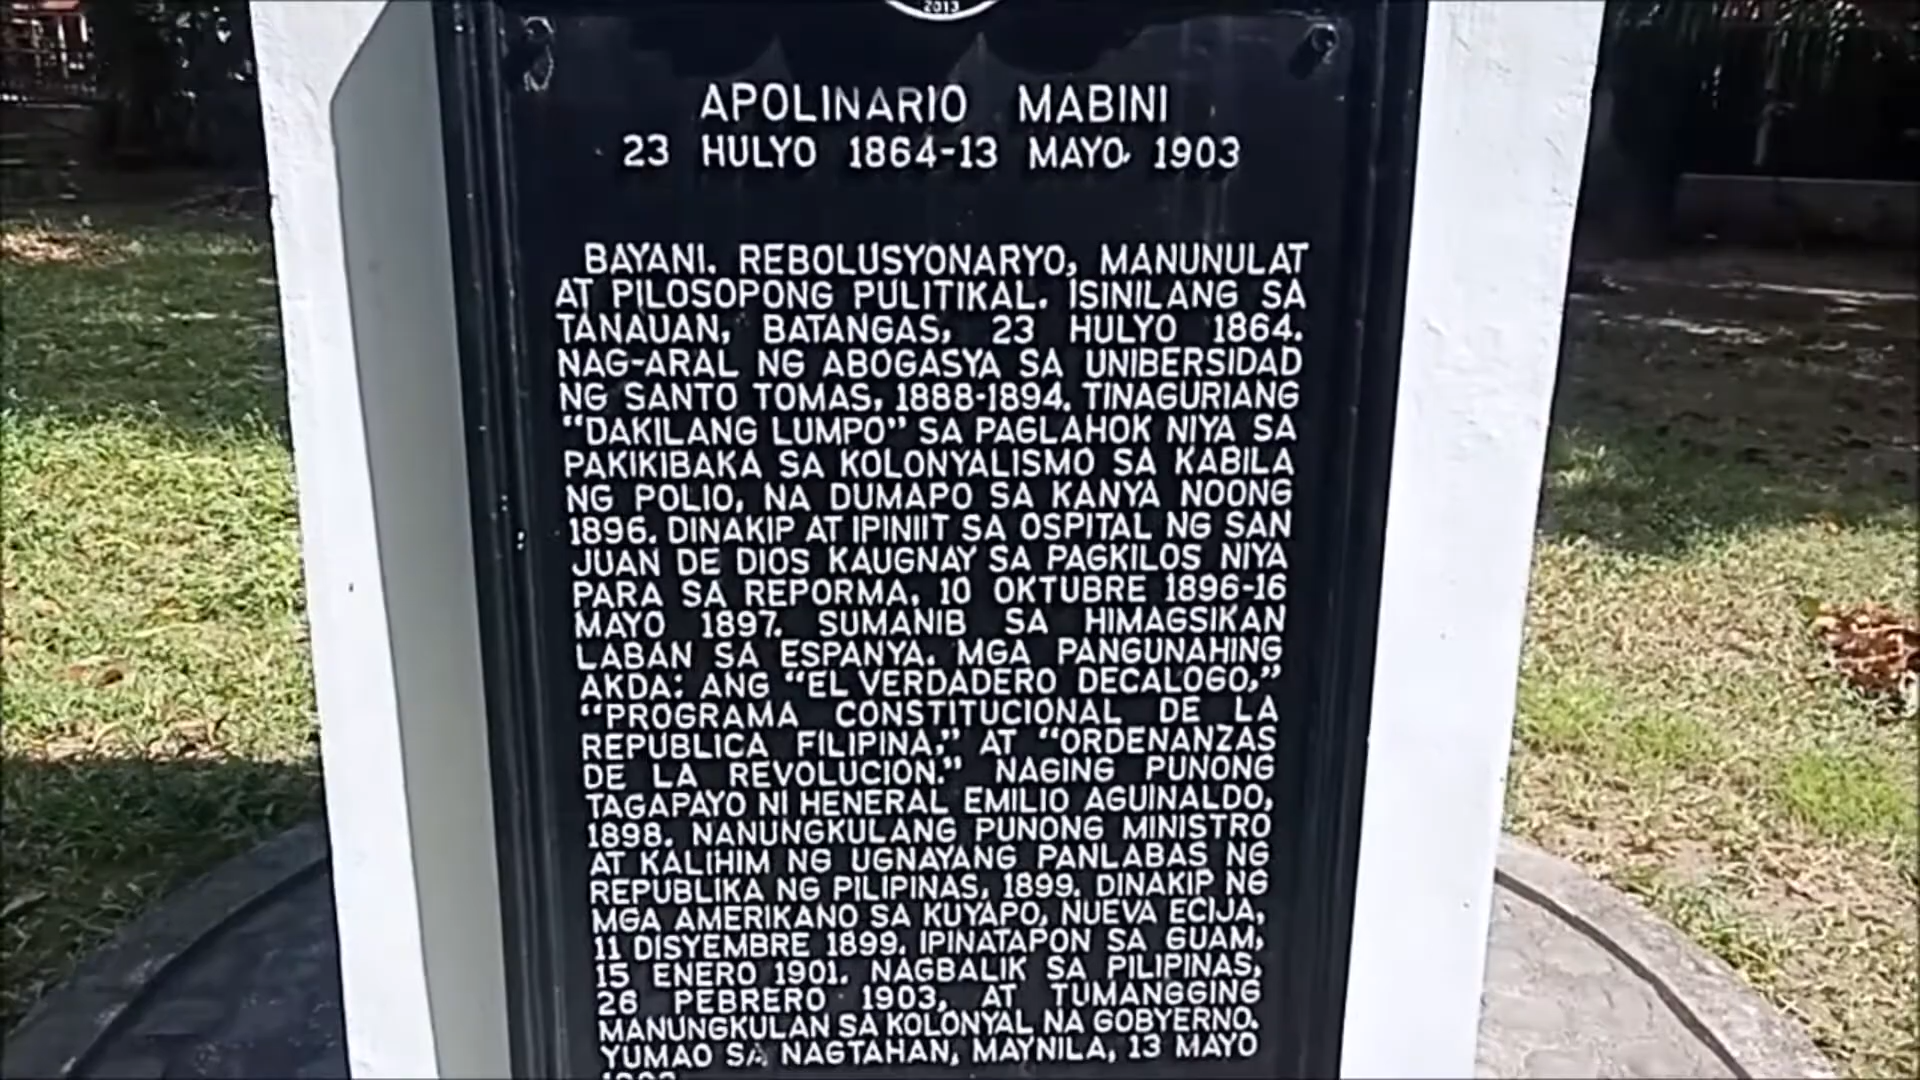 2013
APOLINARIO MABINI
23 HULYO 1864-13 MAYO 1903
BAYANI. REBOLUSYONARYO, MANUNULAT
AT PILOSOPONG PULITIKAL. ISINILANG SA
TANAUAN, BATANGAS, 23 HULYO 1864.
NAG-ARAL NG ABOGASYA SA UNIBERSIDAD
NG SANTO TOMAS, 1888-1894. TINAGURIANG
“DAKILANG LUMPO” SA PAGLAHOK NIYA SA
PAKIKIBAKA SA KOLONYALISMO SA KABILA
NG POLIO, NA DUMAPO SA KANYA NOONG
1896. DINAKIP AT IPINIIT SA OSPITAL NG SAN
JUAN DE DIOS KAUGNAY SA PAGKILOS NIYA
PARA SA REPORMA, 10 OKTUBRE 1896-16
MAYO 1897. SUMANIB SA HIMAGSIKAN
LABAN SA ESPANYA. MGA PANGUNAHING
AKDA: ANG “EL VERDADERO DECALOGO,”
“PROGRAMA CONSTITUCIONAL DE LA
REPUBLICA FILIPINA,” AT “ORDENANZAS
DE LA REVOLUCION.” NAGING PUNONG
TAGAPAYO NI HENERAL EMILIO AGUINALDO,
1898. NANUNGKULANG PUNONG MINISTRO
AT KALIHIM NG UGNAYANG PANLABAS NG
REPUBLIKA NG PILIPINAS, 1899. DINAKIP NG
MGA AMERIKANO SA KUYAPO, NUEVA ECIJA,
11 DISYEMBRE 1899. IPINATAPON SA GUAM,
15 ENERO 1901. NAGBALIK SA PILIPINAS,
26 PEBRERO 1903, AT TUMANGGING
MANUNGKULAN SA KOLONYAL NA GOBYERNO.
YUMAO SA NAGTAHAN, MAYNILA, 13 MAYO